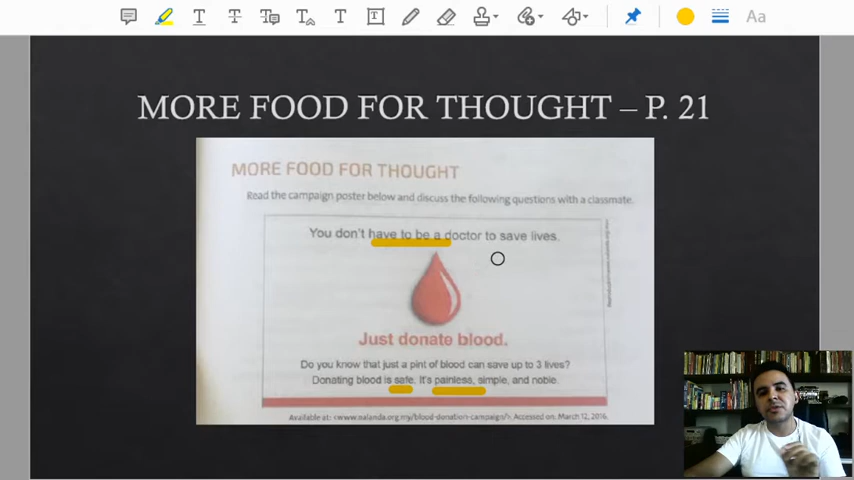 Aa
MORE FOOD FOR THOUGHT – P. 21
MORE FOOD FOR THOUGHT
Read the campaign poster below and discuss the following questions with a classmate.
You don't have to be a doctor to save lives.
Just donate blood.
Do you know that just a pint of blood can save up to 3 lives?
Donating blood is safe. It's painless, simple, and noble.
Available at: <www.nalanda.org.my/blood-donation-campaign/>. Accessed on: March 12, 2016.